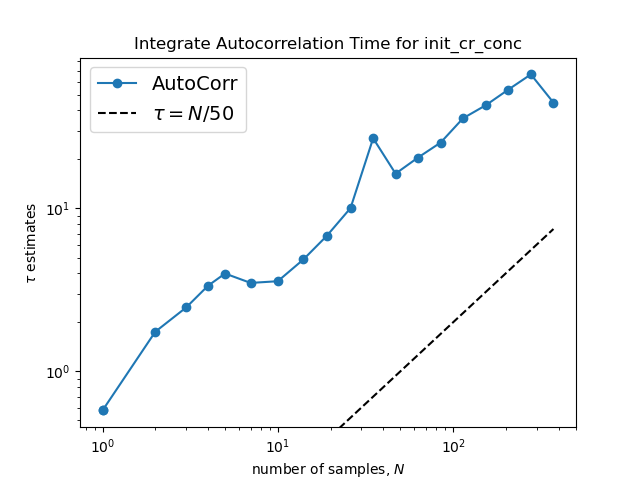 Integrate Autocorrelation Time for init_cr_conc
AutoCorr
τ = N/50
10¹
10⁰
τ estimates
10⁰ 10¹ 10²
number of samples, N